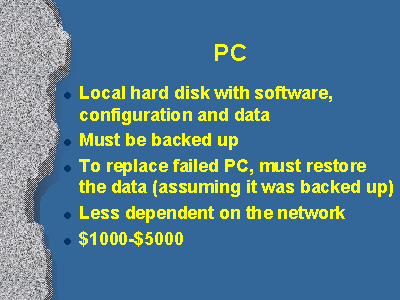 PC
Local hard disk with software,
configuration and data
Must be backed up
To replace failed PC, must restore
the data (assuming it was backed up)
Less dependent on the network
$1000-$5000